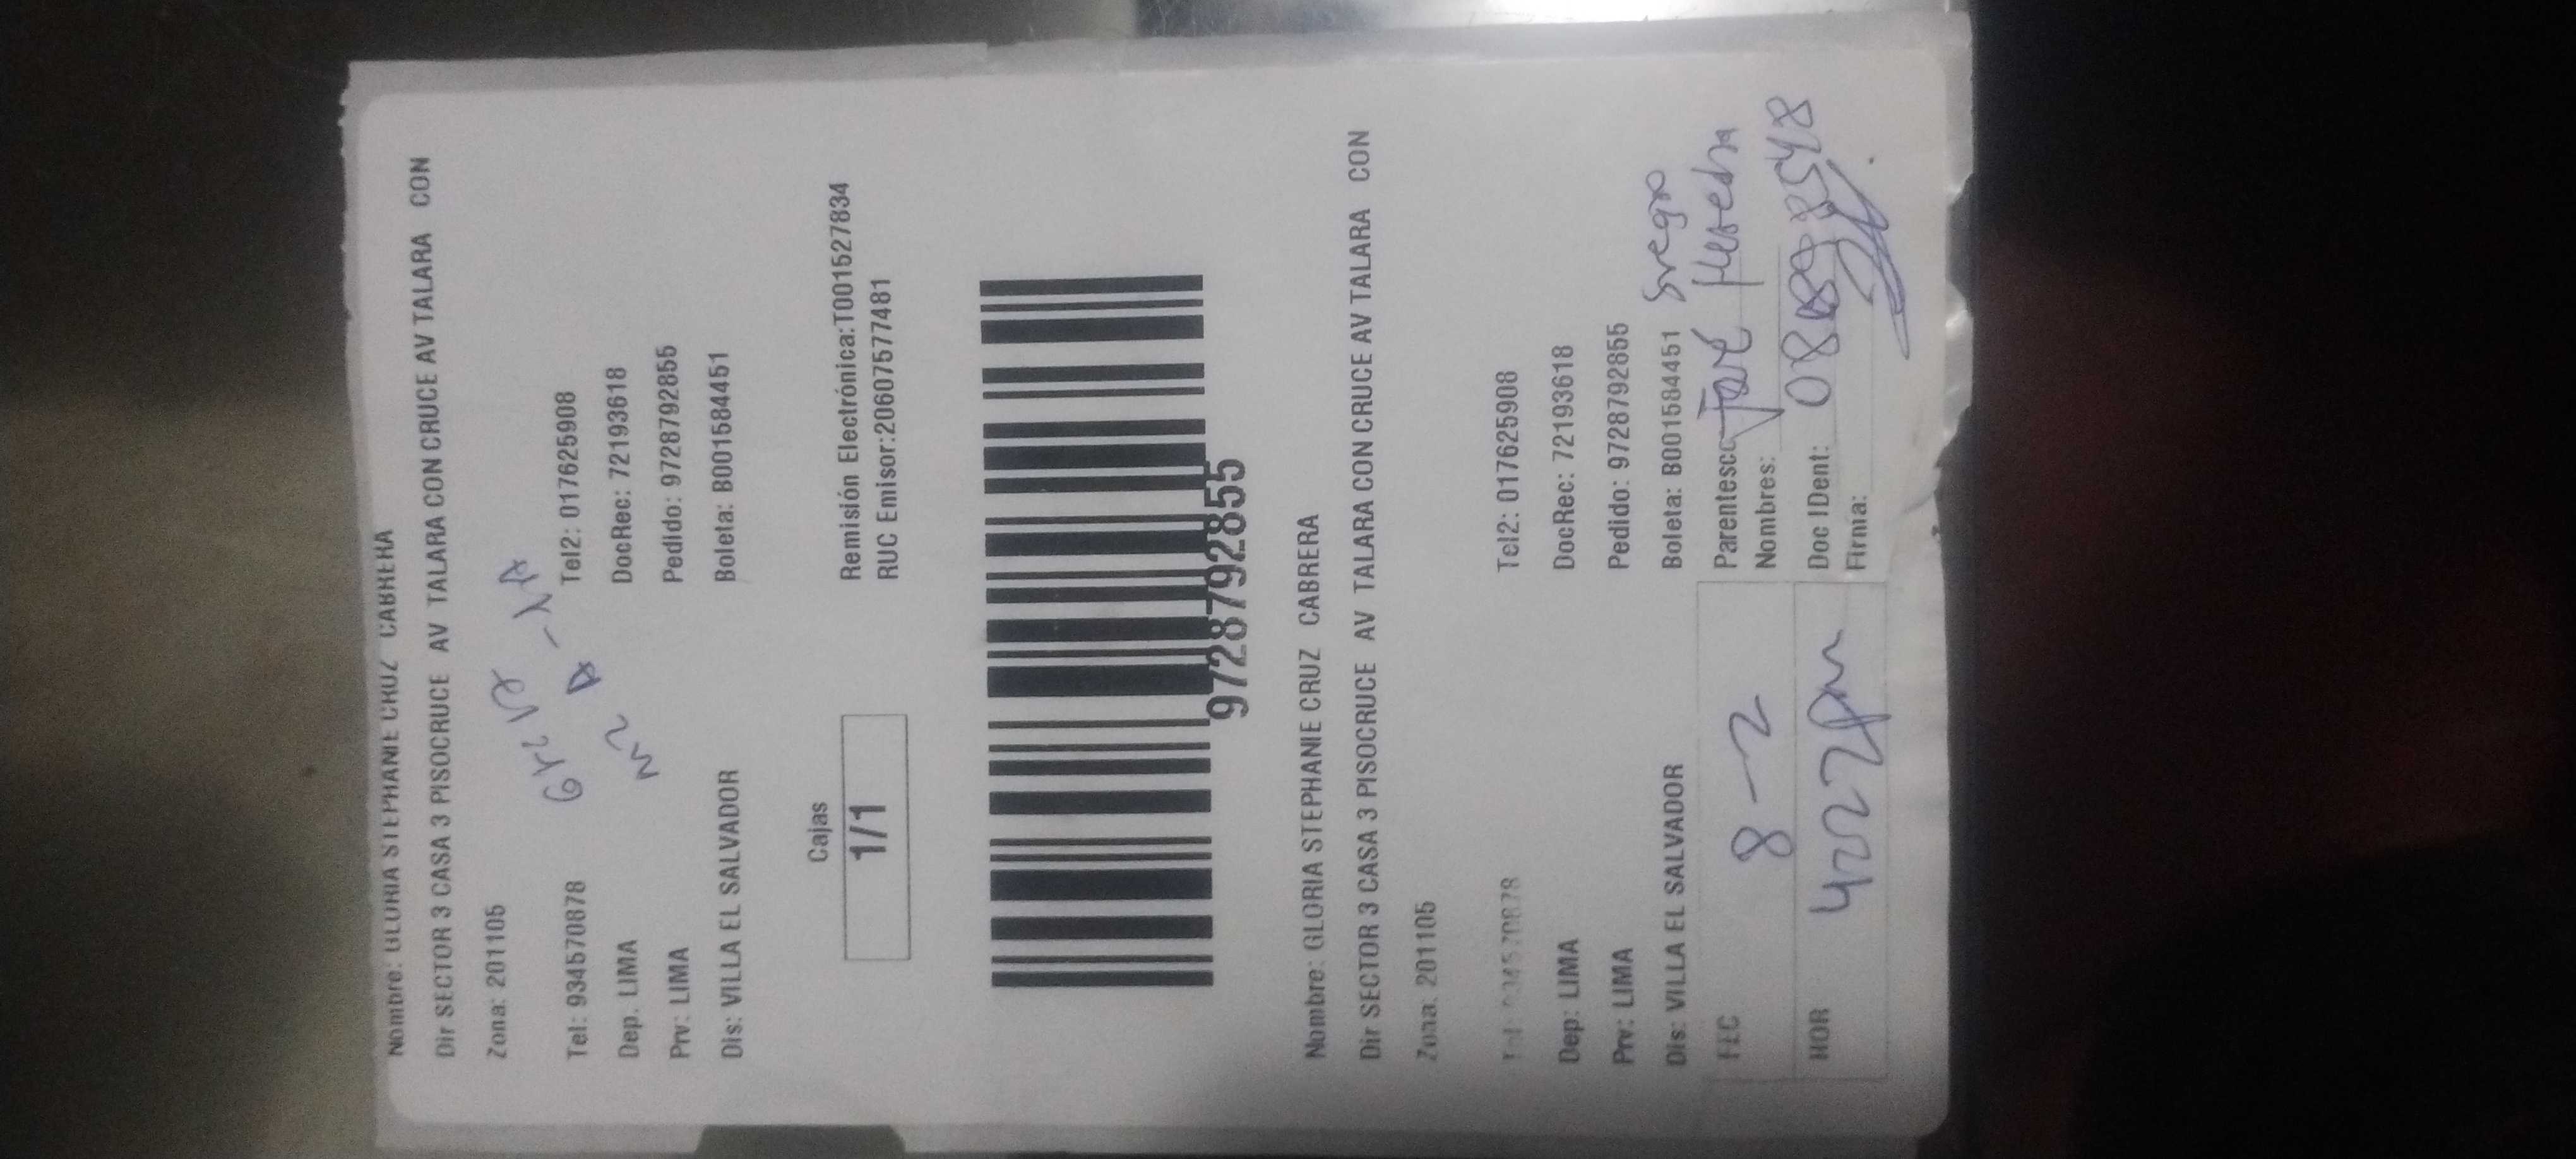 Nombre: GLORIA STEPHANIE CRUZ CABRERA
Dir SECTOR 3 CASA 3 PISOCRUCE AV TALARA CON CRUCE AV TALARA CON
Zona: 201105
Tel: 934570878 Tel2: 017625908
Dep. LIMA DocRec: 72193618
Prv: LIMA Pedido: 9728792855
Dis: VILLA EL SALVADOR Boleta: B001584451
Cajas
1/1
Remisión Electrónica:T001527834
RUC Emisor:20607577481
9728792855
Nombre: GLORIA STEPHANIE CRUZ CABRERA
Dir SECTOR 3 CASA 3 PISOCRUCE AV TALARA CON CRUCE AV TALARA CON
Zona: 201105
Tel: 934570878 Tel2: 017625908
Dep: LIMA DocRec: 72193618
Prv: LIMA Pedido: 9728792855
Dis: VILLA EL SALVADOR Boleta: B001584451
FEC 8-2 Parentesco
Nombres:
HOR 422pm Doc IDent:
Firma: